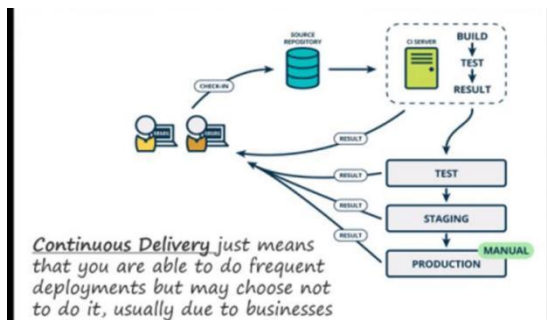 SOURCE
REPOSITORY
CI SERVER
BUILD
TEST
RESULT
CHECK-IN
RESULT
RESULT
TEST
RESULT
STAGING
RESULT
MANUAL
PRODUCTION
Continuous Delivery just means
that you are able to do frequent
deployments but may choose not
to do it, usually due to businesses